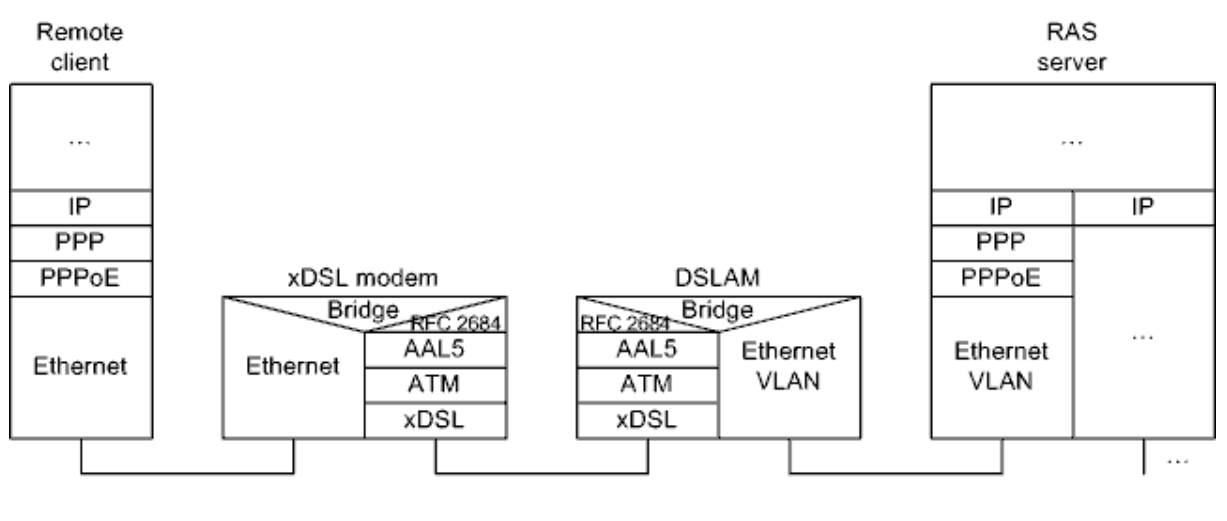 Remote
client
...
IP
PPP
PPPoE
Ethernet
xDSL modem
Bridge
RFC 2684
Ethernet
AAL5
ATM
xDSL
DSLAM
Bridge
RFC 2684
AAL5
ATM
xDSL
Ethernet
VLAN
RAS
server
...
IP
PPP
PPPoE
Ethernet
VLAN
IP
...
...